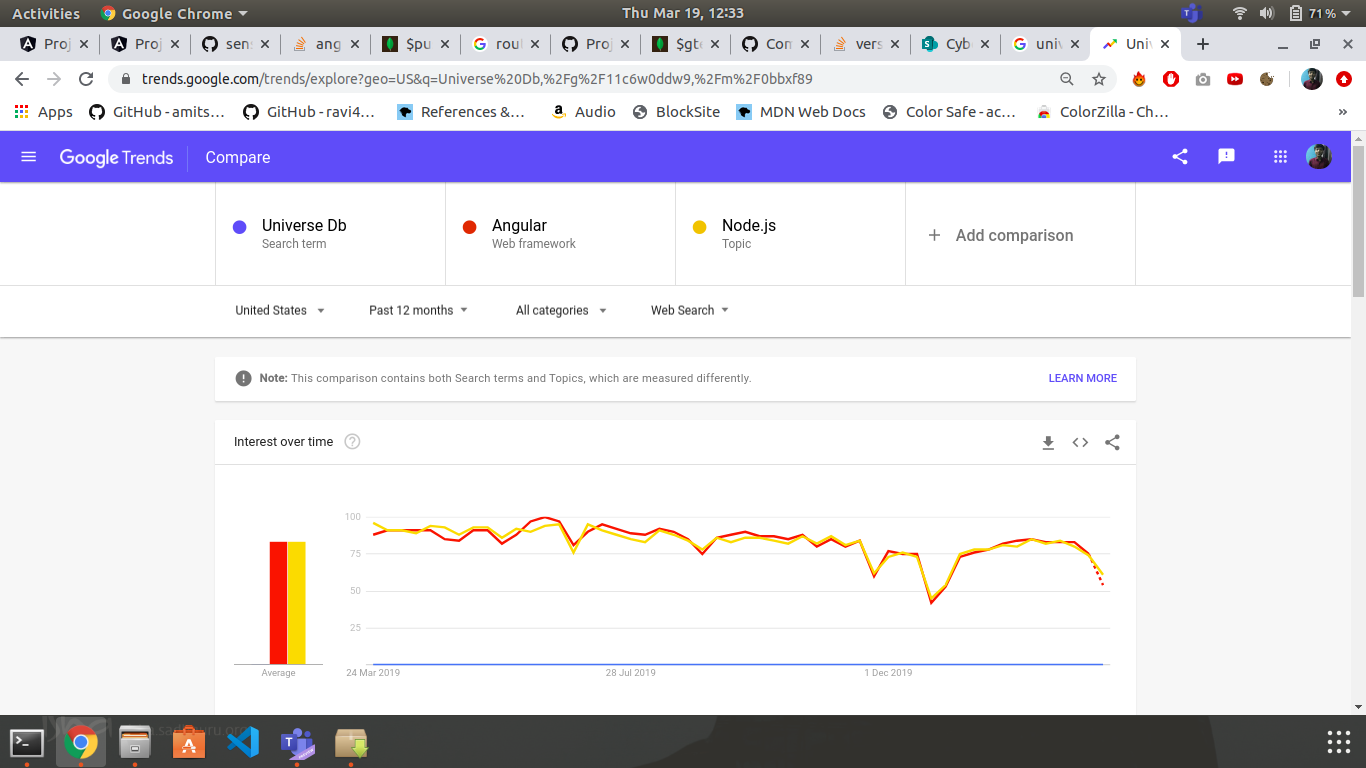 Activities Google Chrome Thu Mar 19, 12:33 71%
Proj Proj sens ang $pu rout Proj $gte Com vers Cybe univ Univ
trends.google.com/trends/explore?geo=US&q=Universe%20Db,%2Fg%2F11c6w0ddw9,%2Fm%2F0bbxf89
Apps GitHub - amits... GitHub - ravi4... References &... Audio BlockSite MDN Web Docs Color Safe - ac... ColorZilla - Ch... »
Google Trends Compare
Universe Db Angular Node.js + Add comparison
Search term Web framework Topic
United States Past 12 months All categories Web Search
Note: This comparison contains both Search terms and Topics, which are measured differently. LEARN MORE
Interest over time
100
75
50
25
Average 24 Mar 2019 28 Jul 2019 1 Dec 2019